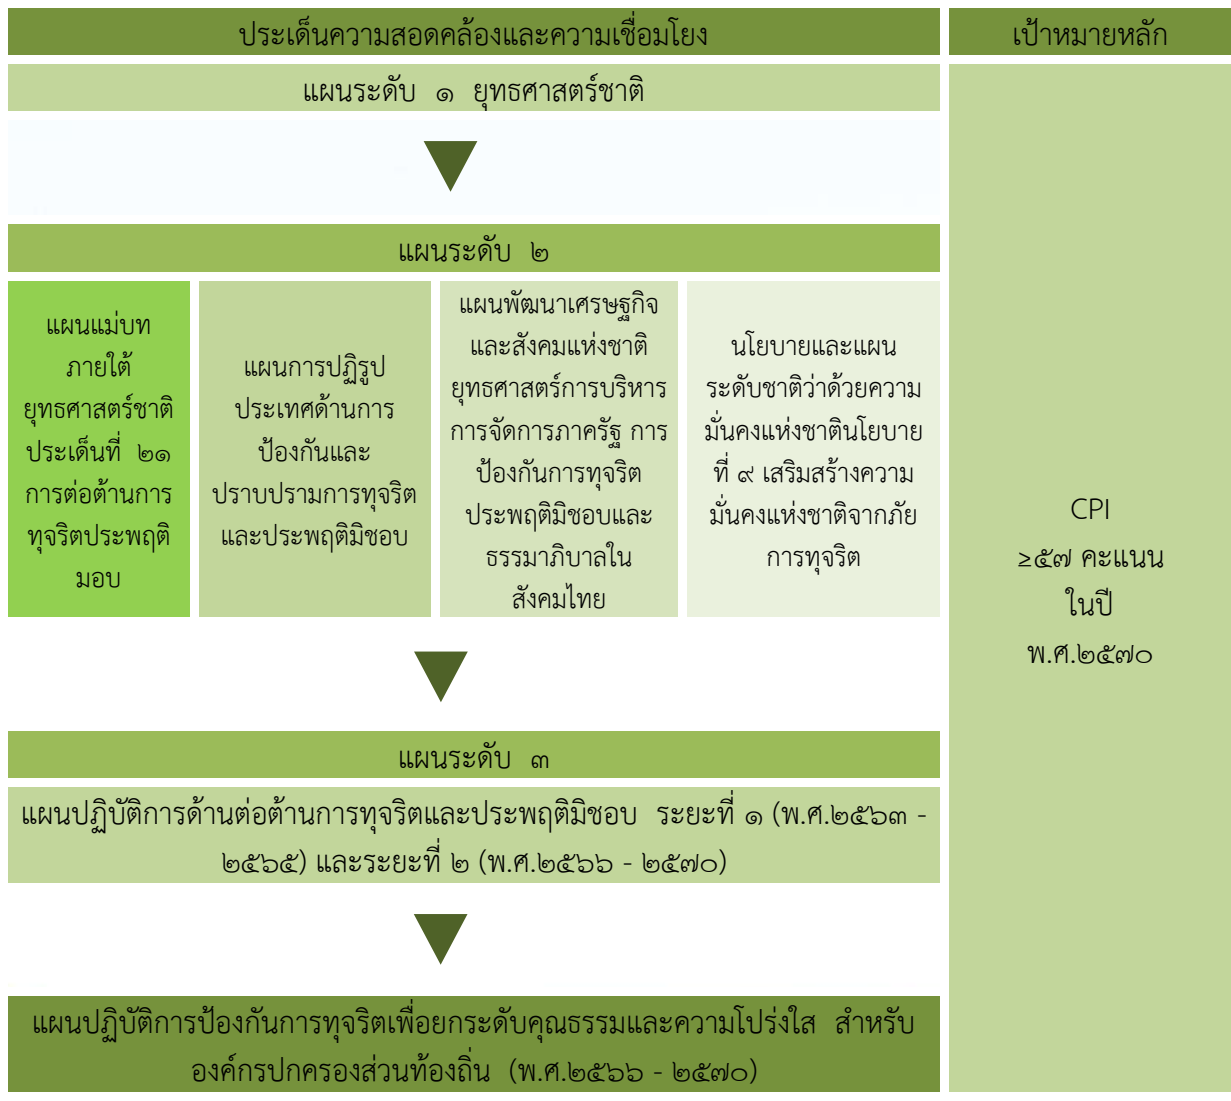 ประเด็นความสอดคล้องและความเชื่อมโยง
เป้าหมายหลัก
แผนระดับ ๑ ยุทธศาสตร์ชาติ
แผนระดับ ๒
แผนแม่บท
ภายใต้
ยุทธศาสตร์ชาติ
ประเด็นที่ ๒๑
การต่อต้านการ
ทุจริตประพฤติ
มอบ
แผนการปฏิรูป
ประเทศด้านการ
ป้องกันและ
ปราบปรามการทุจริต
และประพฤติมิชอบ
แผนพัฒนาเศรษฐกิจ
และสังคมแห่งชาติ
ยุทธศาสตร์การบริหาร
การจัดการภาครัฐ การ
ป้องกันการทุจริต
ประพฤติมิชอบและ
ธรรมาภิบาลใน
สังคมไทย
นโยบายและแผน
ระดับชาติว่าด้วยความ
มั่นคงแห่งชาตินโยบาย
ที่ ๙ เสริมสร้างความ
มั่นคงแห่งชาติจากภัย
การทุจริต
CPI
≥๕๗ คะแนน
ในปี
พ.ศ.๒๕๗๐
แผนระดับ ๓
แผนปฏิบัติการด้านต่อต้านการทุจริตและประพฤติมิชอบ ระยะที่ ๑ (พ.ศ.๒๕๖๓ -
๒๕๖๕) และระยะที่ ๒ (พ.ศ.๒๕๖๖ - ๒๕๗๐)
แผนปฏิบัติการป้องกันการทุจริตเพื่อยกระดับคุณธรรมและความโปร่งใส สำหรับ
องค์กรปกครองส่วนท้องถิ่น (พ.ศ.๒๕๖๖ - ๒๕๗๐)